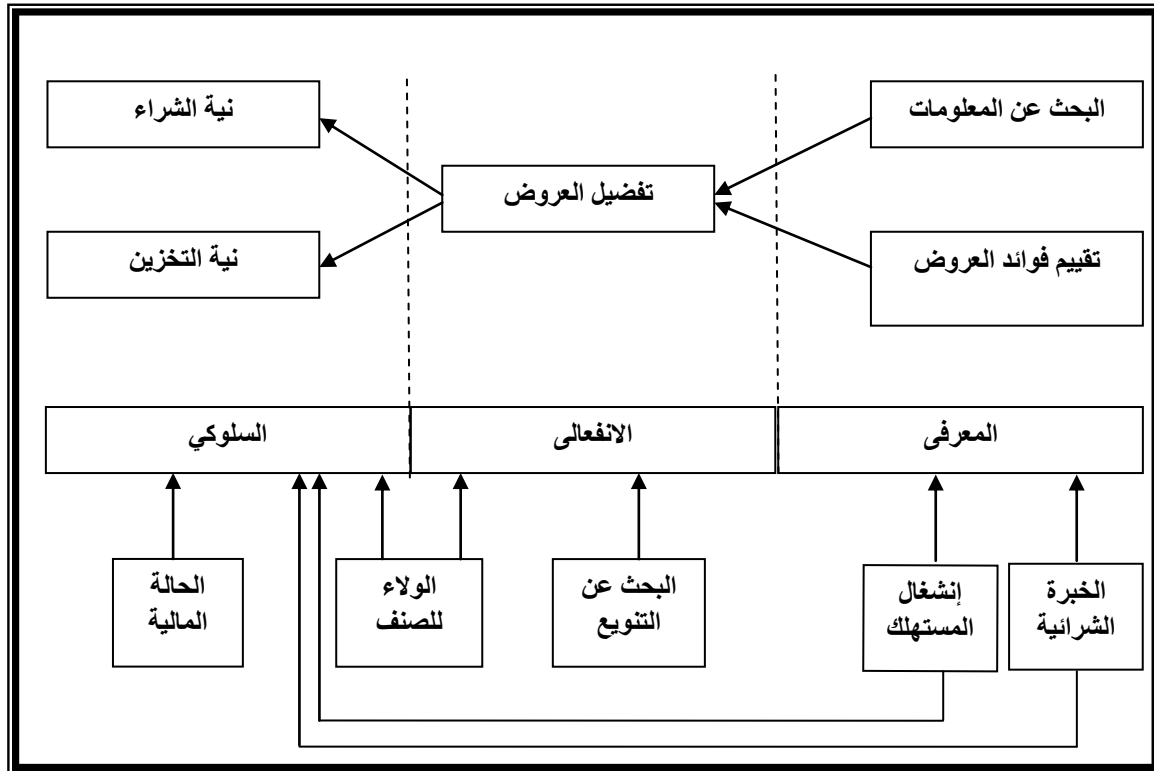 البحث عن المعلومات
نية الشراء
تفضيل العروض
تقييم فوائد العروض
نية التخزين
المعرفى
الانفعالى
السلوكي
الخبرة
الشرائية
إنشغال
المستهلك
البحث عن
التنويع
الولاء
للصنف
الحالة
المالية